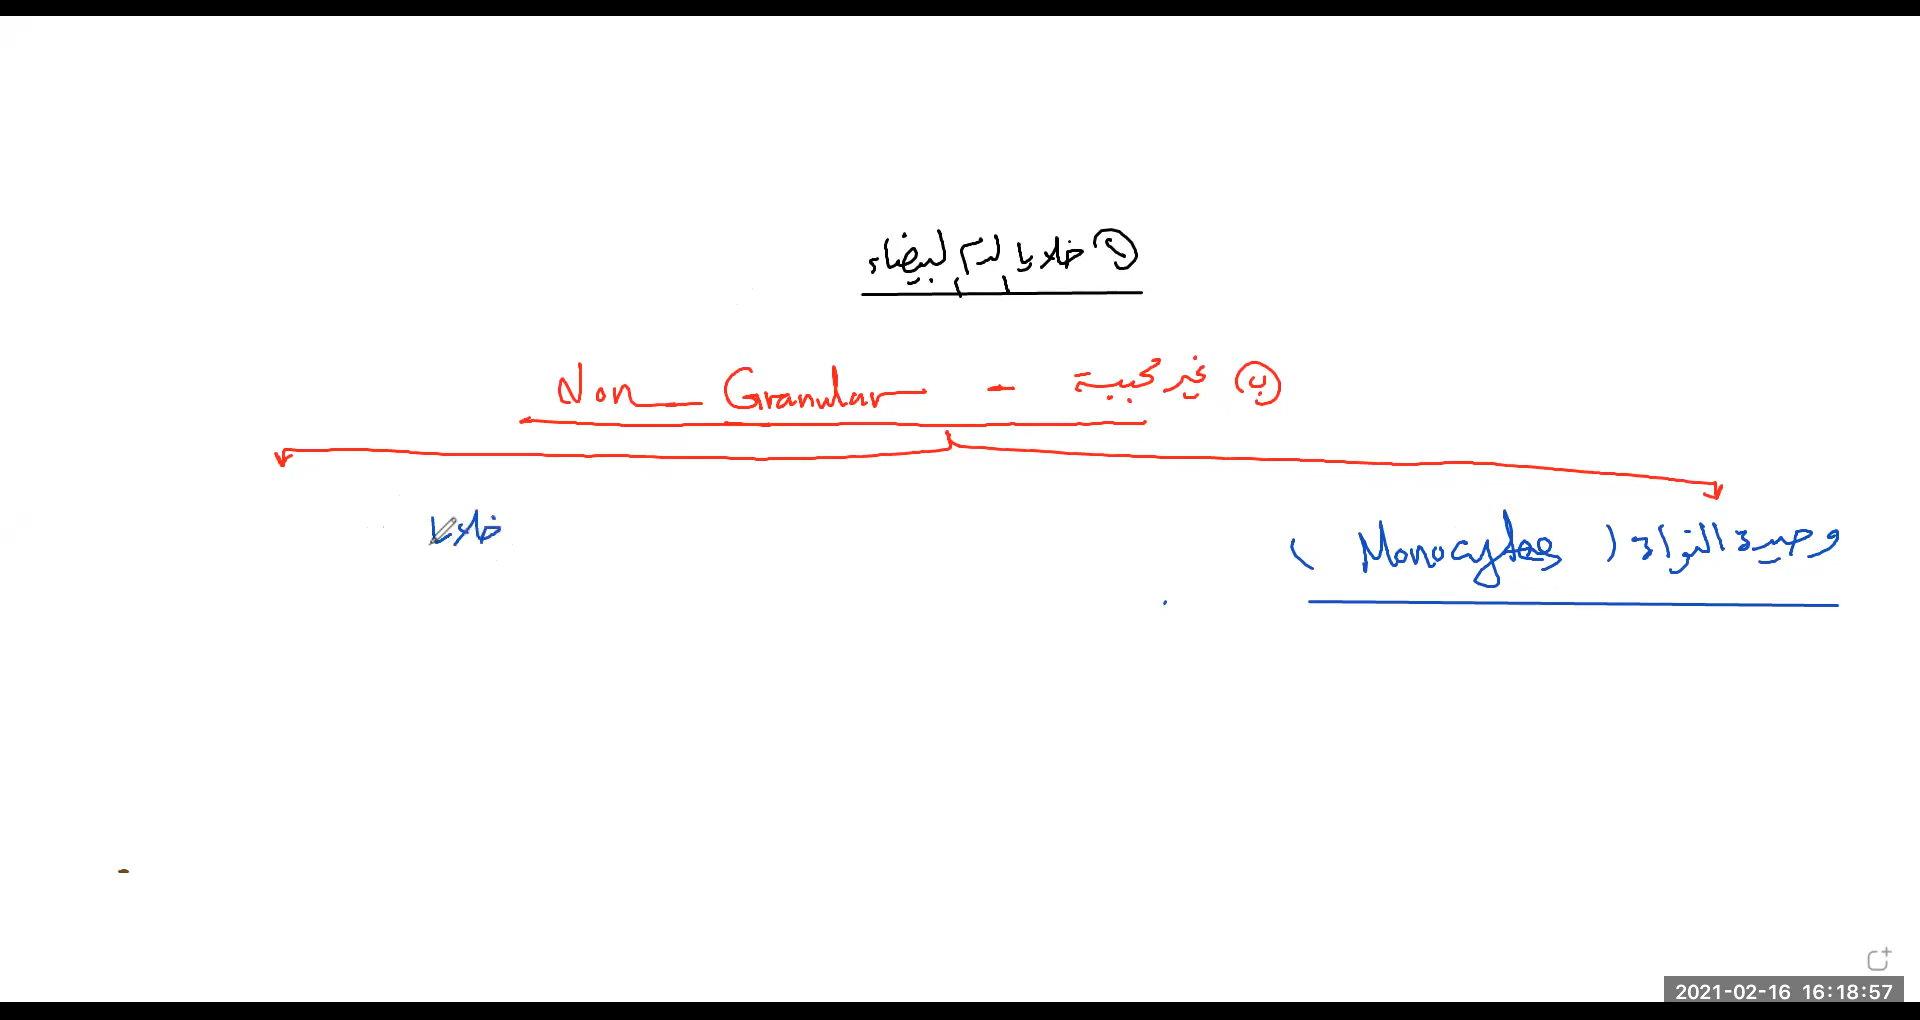 ② خلايا الدم البيضاء
ب غير محببة - Non - Granular
وحيدة النواة ( Monocytes )
خلايا
2021-02-16 16:18:57